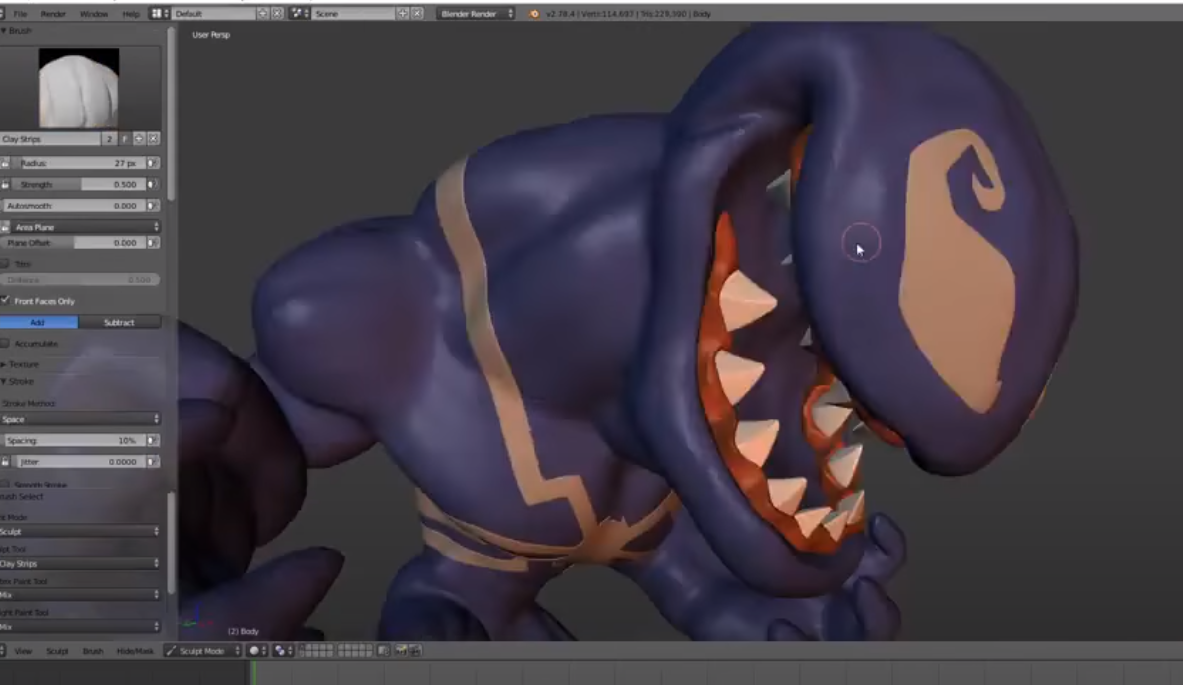 File Render Window Help Default Scene Blender Render v2.78.4 | Verts:114,697 | Tris:229,390 | Body
Brush
User Persp
Clay Strips 2 F
Radius: 27 px
Strength: 0.500
Autosmooth: 0.000
Area Plane
Plane Offset: 0.000
Trim
Distance: 0.500
Front Faces Only
Add Subtract
Accumulate
Texture
Stroke
Stroke Method:
Space
Spacing: 10%
Jitter 0.0000
Smooth Stroke
rush Select
Mode
Sculpt
Tool
Clay Strips
Paint Tool
Mix
Paint Tool
Mix
(2) Body
View Sculpt Brush Hide/Mask Sculpt Mode